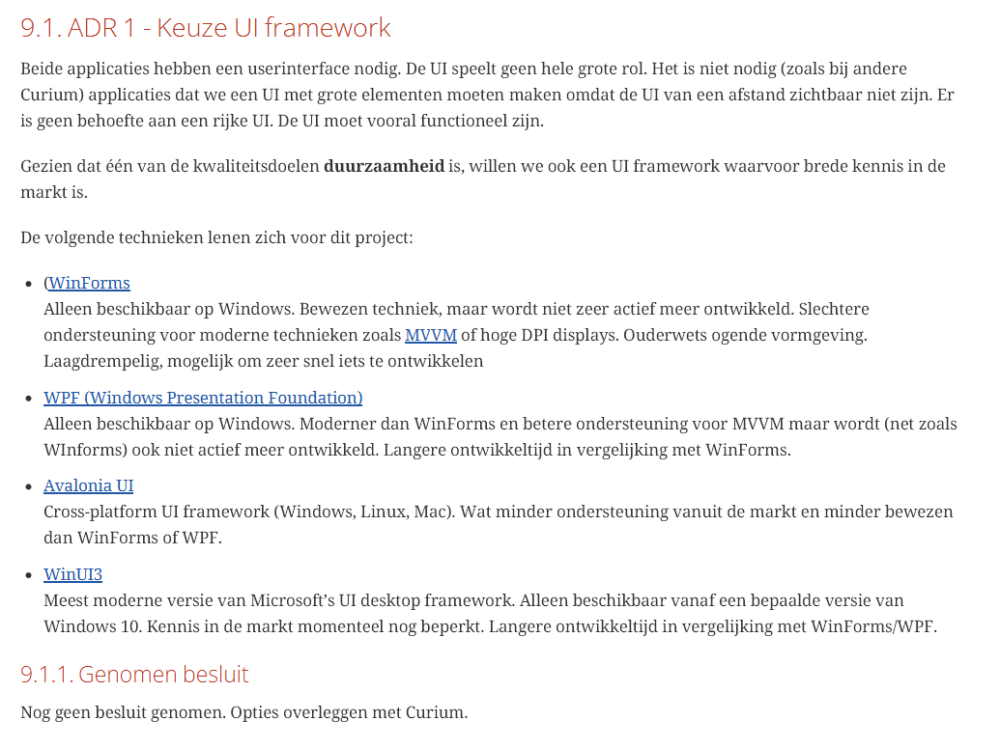 9.1. ADR 1 - Keuze UI framework
Beide applicaties hebben een userinterface nodig. De UI speelt geen hele grote rol. Het is niet nodig (zoals bij andere
Curium) applicaties dat we een UI met grote elementen moeten maken omdat de UI van een afstand zichtbaar niet zijn. Er
is geen behoefte aan een rijke UI. De UI moet vooral functioneel zijn.
Gezien dat één van de kwaliteitsdoelen duurzaamheid is, willen we ook een UI framework waarvoor brede kennis in de
markt is.
De volgende technieken lenen zich voor dit project:
• (WinForms
Alleen beschikbaar op Windows. Bewezen techniek, maar wordt niet zeer actief meer ontwikkeld. Slechtere
ondersteuning voor moderne technieken zoals MVVM of hoge DPI displays. Ouderwets ogende vormgeving.
Laagdrempelig, mogelijk om zeer snel iets te ontwikkelen
• WPF (Windows Presentation Foundation)
Alleen beschikbaar op Windows. Moderner dan WinForms en betere ondersteuning voor MVVM maar wordt (net zoals
WInforms) ook niet actief meer ontwikkeld. Langere ontwikkeltijd in vergelijking met WinForms.
• Avalonia UI
Cross-platform UI framework (Windows, Linux, Mac). Wat minder ondersteuning vanuit de markt en minder bewezen
dan WinForms of WPF.
• WinUI3
Meest moderne versie van Microsoft’s UI desktop framework. Alleen beschikbaar vanaf een bepaalde versie van
Windows 10. Kennis in de markt momenteel nog beperkt. Langere ontwikkeltijd in vergelijking met WinForms/WPF.
9.1.1. Genomen besluit
Nog geen besluit genomen. Opties overleggen met Curium.